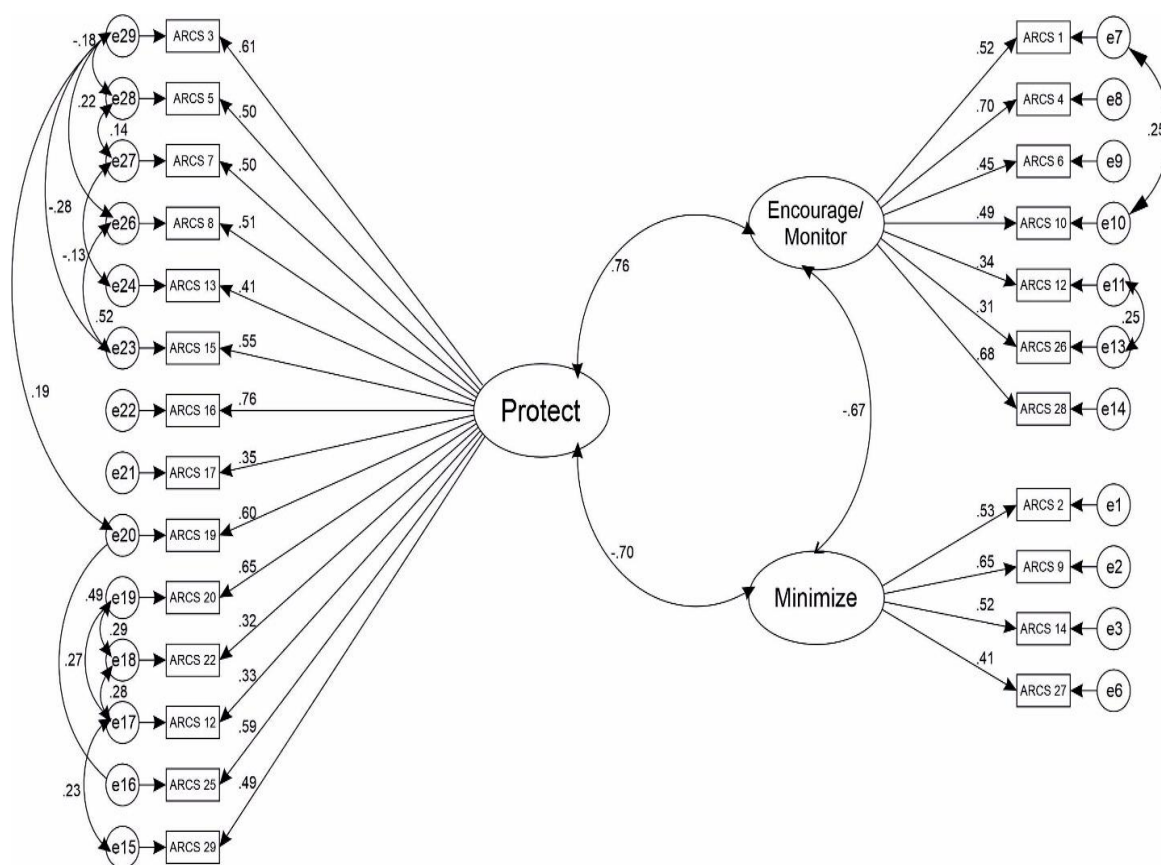 e29 ARCS 3 .61
-.18
e28 ARCS 5 .50
.22
.14
e27 ARCS 7 .50
-.28
e26 ARCS 8 .51
-.13
e24 ARCS 13 .41
.52
e23 ARCS 15 .55
.19
e22 ARCS 16 .76
e21 ARCS 17 .35
e20 ARCS 19 .60
e19 ARCS 20 .65
.49
.29
e18 ARCS 22 .32
.27
.28
e17 ARCS 12 .33
e16 ARCS 25 .59
.23
e15 ARCS 29 .49
Protect
.76
-.70
-.67
Encourage/
Monitor
.52 ARCS 1 e7
.70 ARCS 4 e8
.25
.45 ARCS 6 e9
.49 ARCS 10 e10
.34 ARCS 12 e11
.25
.31 ARCS 26 e13
.68 ARCS 28 e14
Minimize
.53 ARCS 2 e1
.65 ARCS 9 e2
.52 ARCS 14 e3
.41 ARCS 27 e6